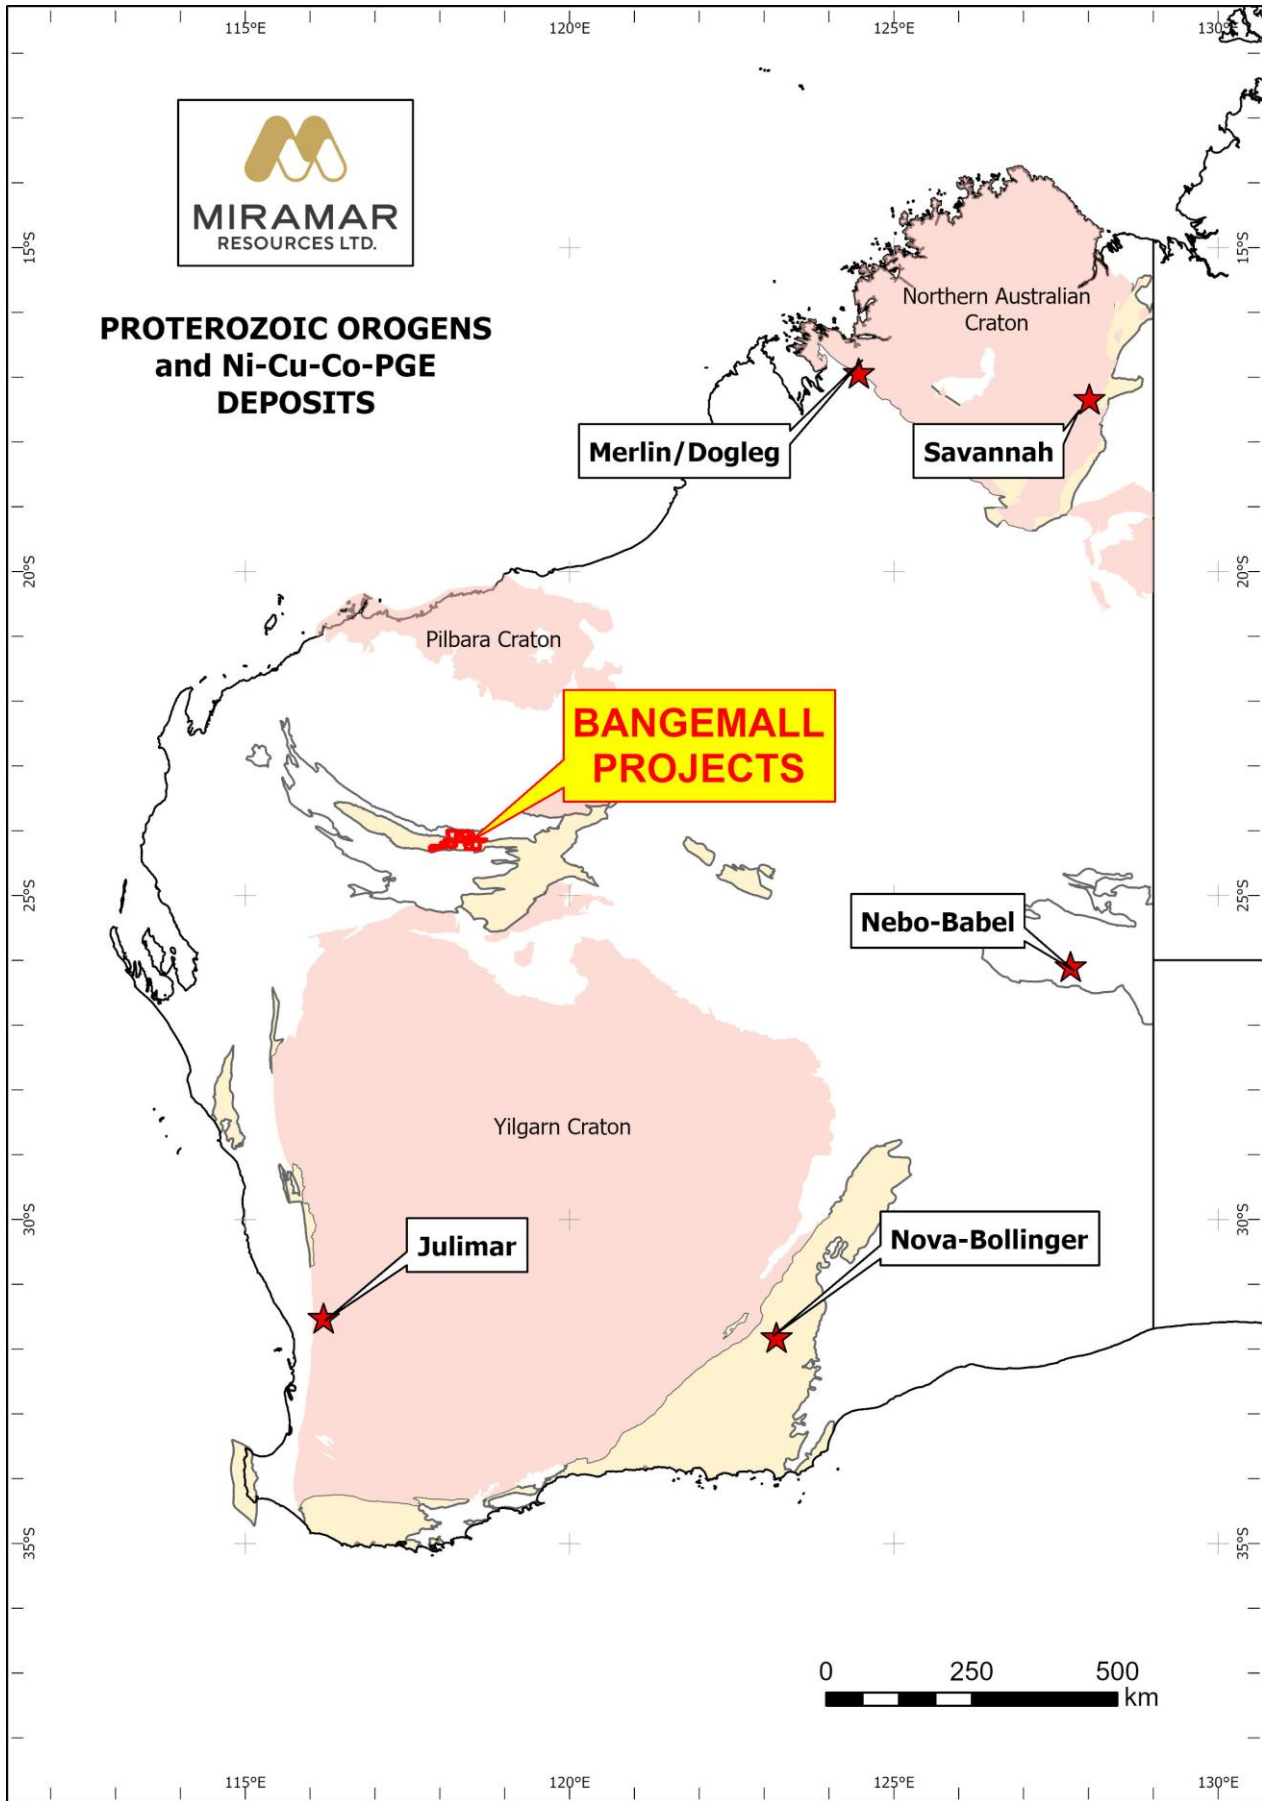 115°E
120°E
125°E
130°E
MIRAMAR
RESOURCES LTD.
PROTEROZOIC OROGENS
and Ni-Cu-Co-PGE
DEPOSITS
15°S
15°S
Northern Australian
Craton
Merlin/Dogleg
Savannah
20°S
20°S
Pilbara Craton
BANGEMALL
PROJECTS
25°S
25°S
Nebo-Babel
Yilgarn Craton
30°S
30°S
Julimar
Nova-Bollinger
35°S
35°S
0 250 500
km
115°E
120°E
125°E
130°E